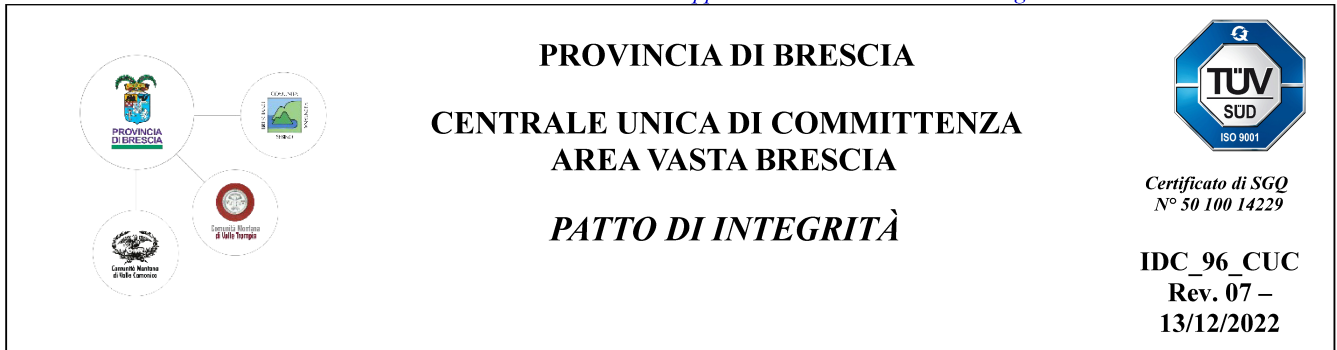 PROVINCIA DI BRESCIA
CENTRALE UNICA DI COMMITTENZA
AREA VASTA BRESCIA
PATTO DI INTEGRITÀ
PROVINCIA
DI BRESCIA
COMUNITÀ
Comunità Montana
di Valle Trompia
Comunità Montana
di Valle Camonica
TÜV
SÜD
ISO 9001
Certificato di SGQ
N° 50 100 14229
IDC_96_CUC
Rev. 07 –
13/12/2022